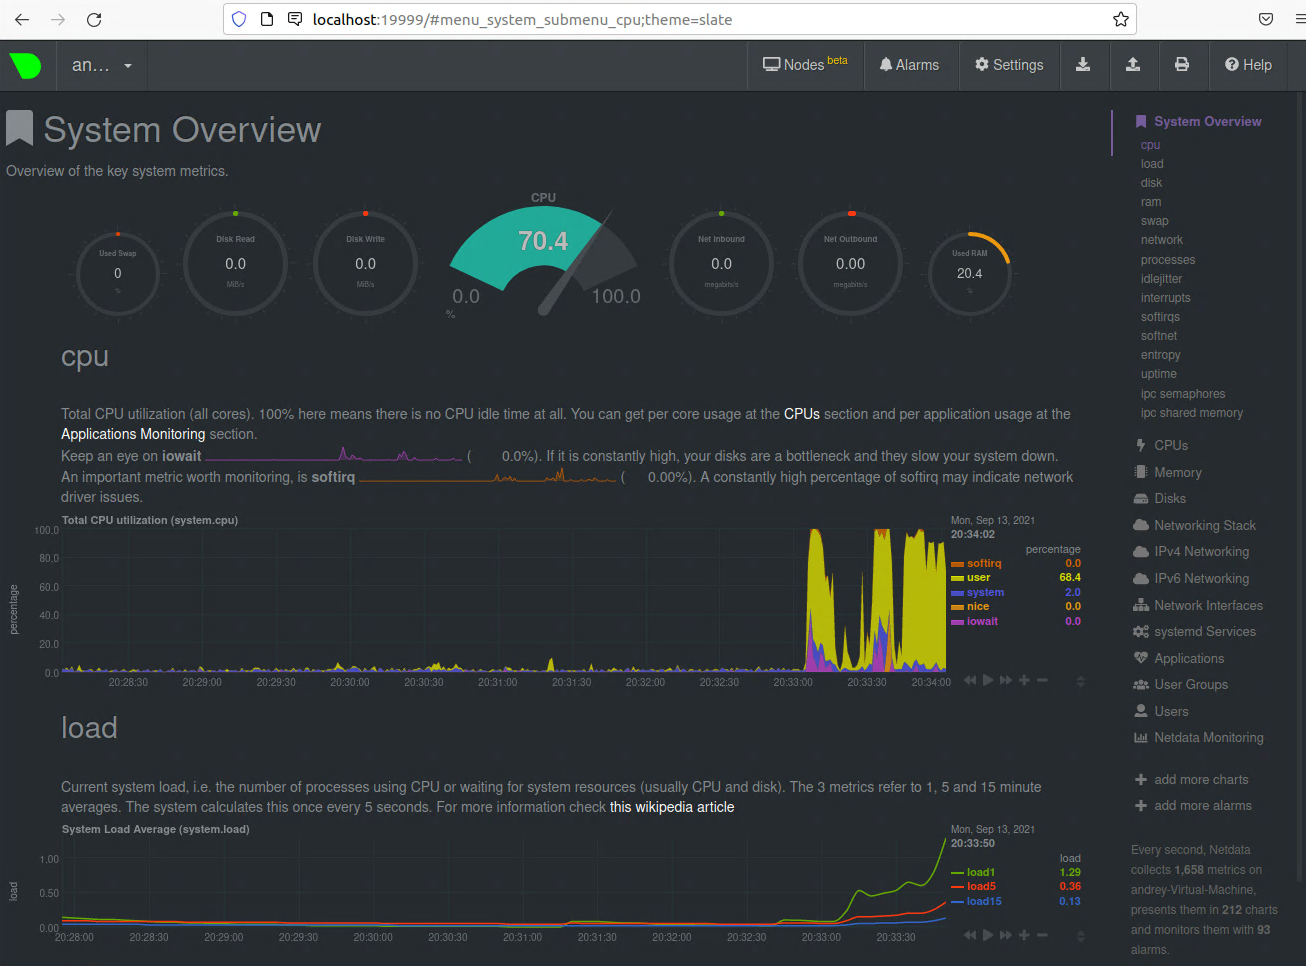 localhost:19999/#menu_system_submenu_cpu;theme=slate
an...
Nodes beta
Alarms
Settings
Help
System Overview
Overview of the key system metrics.
Used Swap
0
%
Disk Read
0.0
MiB/s
Disk Write
0.0
MiB/s
CPU
70.4
0.0
100.0
%
Net Inbound
0.0
megabits/s
Net Outbound
0.00
megabits/s
Used RAM
20.4
%
cpu
Total CPU utilization (all cores). 100% here means there is no CPU idle time at all. You can get per core usage at the CPUs section and per application usage at the
Applications Monitoring section.
Keep an eye on iowait ( 0.0%). If it is constantly high, your disks are a bottleneck and they slow your system down.
An important metric worth monitoring, is softirq ( 0.00%). A constantly high percentage of softirq may indicate network
driver issues.
Total CPU utilization (system.cpu)
percentage
100.0
80.0
60.0
40.0
20.0
0.0
20:28:30
20:29:00
20:29:30
20:30:00
20:30:30
20:31:00
20:31:30
20:32:00
20:32:30
20:33:00
20:33:30
20:34:00
Mon, Sep 13, 2021
20:34:02
percentage
softirq 0.0
user 68.4
system 2.0
nice 0.0
iowait 0.0
load
Current system load, i.e. the number of processes using CPU or waiting for system resources (usually CPU and disk). The 3 metrics refer to 1, 5 and 15 minute
averages. The system calculates this once every 5 seconds. For more information check this wikipedia article
System Load Average (system.load)
load
1.00
0.50
0.00
20:28:00
20:28:30
20:29:00
20:29:30
20:30:00
20:30:30
20:31:00
20:31:30
20:32:00
20:32:30
20:33:00
20:33:30
Mon, Sep 13, 2021
20:33:50
load
load1 1.29
load5 0.36
load15 0.13
System Overview
cpu
load
disk
ram
swap
network
processes
idlejitter
interrupts
softirqs
softnet
entropy
uptime
ipc semaphores
ipc shared memory
CPUs
Memory
Disks
Networking Stack
IPv4 Networking
IPv6 Networking
Network Interfaces
systemd Services
Applications
User Groups
Users
Netdata Monitoring
add more charts
add more alarms
Every second, Netdata
collects 1,658 metrics on
andrey-Virtual-Machine,
presents them in 212 charts
and monitors them with 93
alarms.